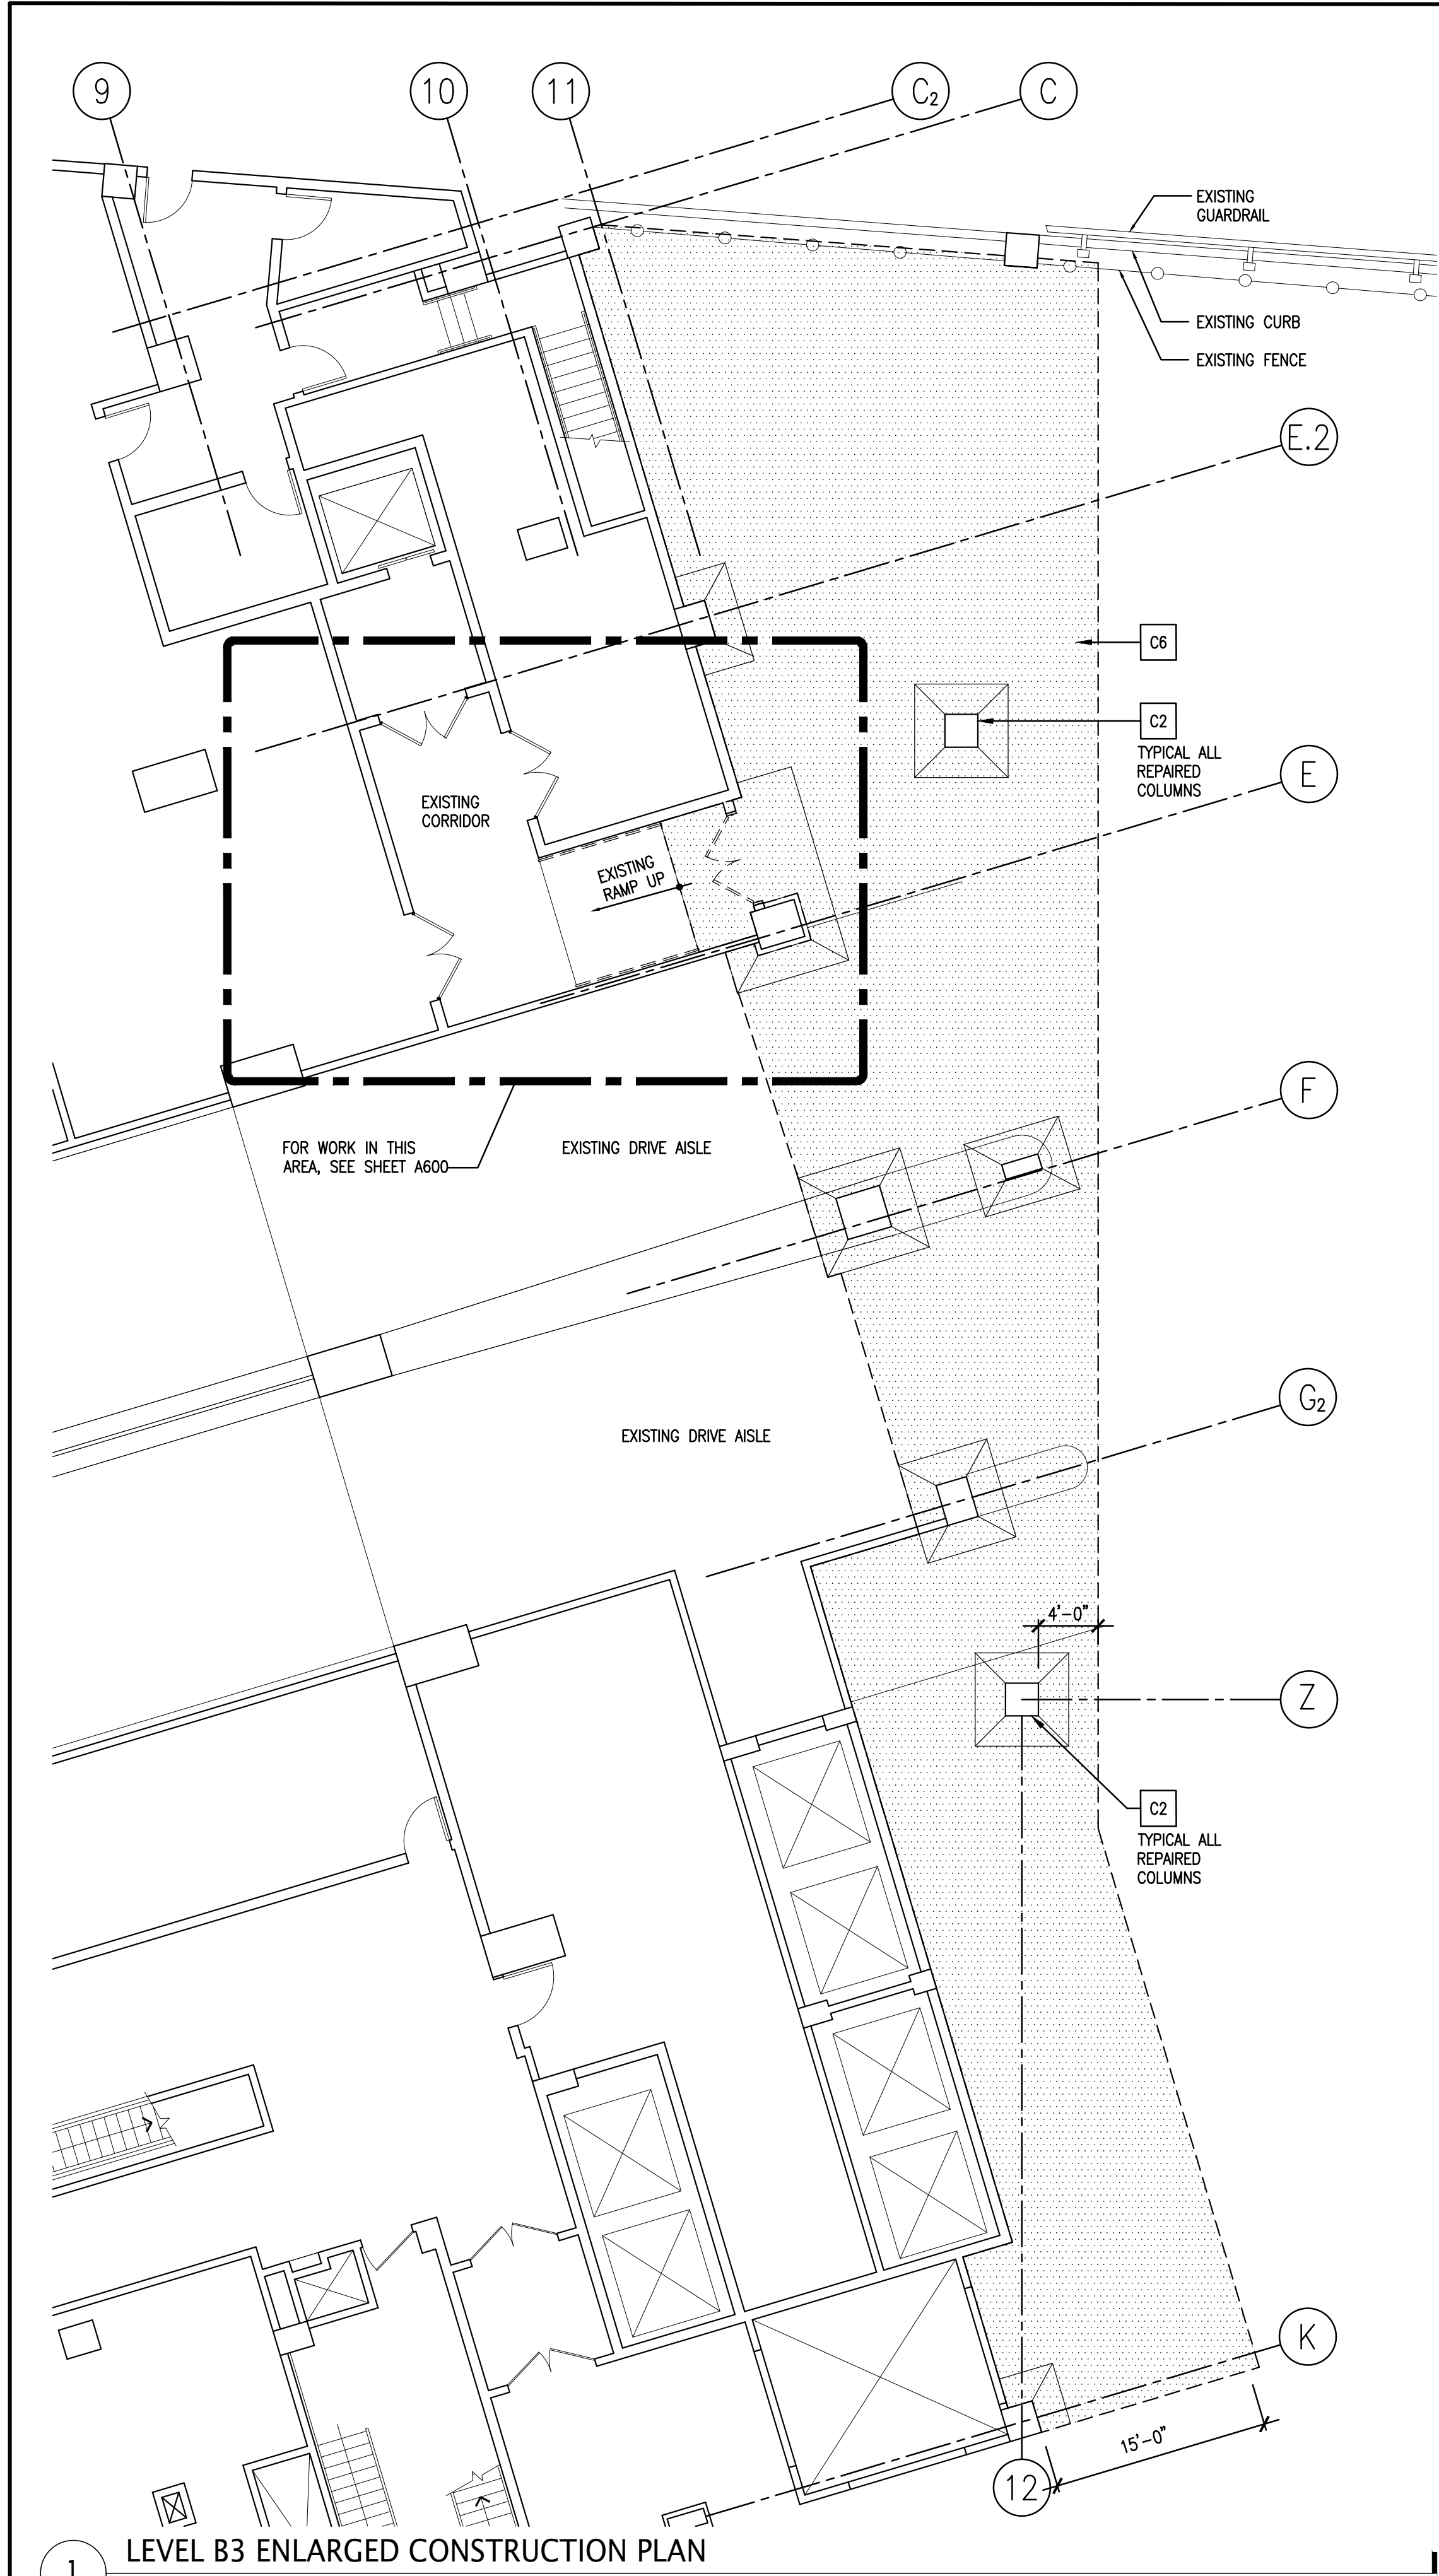 9
10
11
C2
C
EXISTING
GUARDRAIL
EXISTING CURB
EXISTING FENCE
E.2
C6
C2
TYPICAL ALL
REPAIRED
COLUMNS
E
EXISTING
CORRIDOR
EXISTING
RAMP UP
F
FOR WORK IN THIS
AREA, SEE SHEET A600
EXISTING DRIVE AISLE
G2
EXISTING DRIVE AISLE
4'-0"
Z
C2
TYPICAL ALL
REPAIRED
COLUMNS
K
15'-0"
12
1
LEVEL B3 ENLARGED CONSTRUCTION PLAN